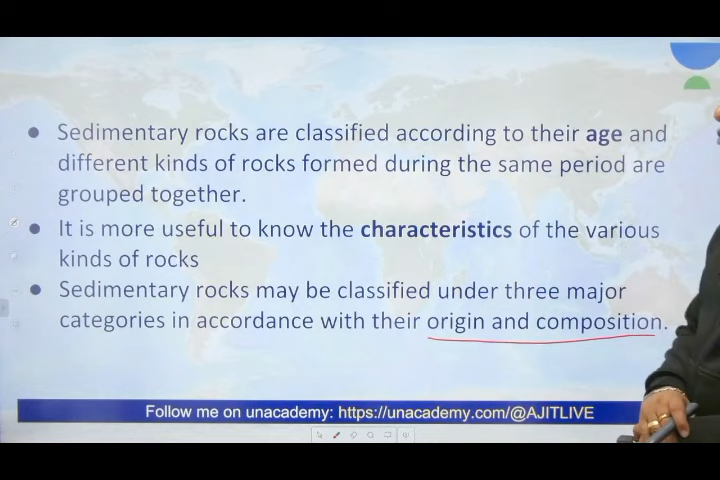 ● Sedimentary rocks are classified according to their age and
different kinds of rocks formed during the same period are
grouped together.
● It is more useful to know the characteristics of the various
kinds of rocks
● Sedimentary rocks may be classified under three major
categories in accordance with their origin and composition.
Follow me on unacademy: https://unacademy.com/@AJITLIVE